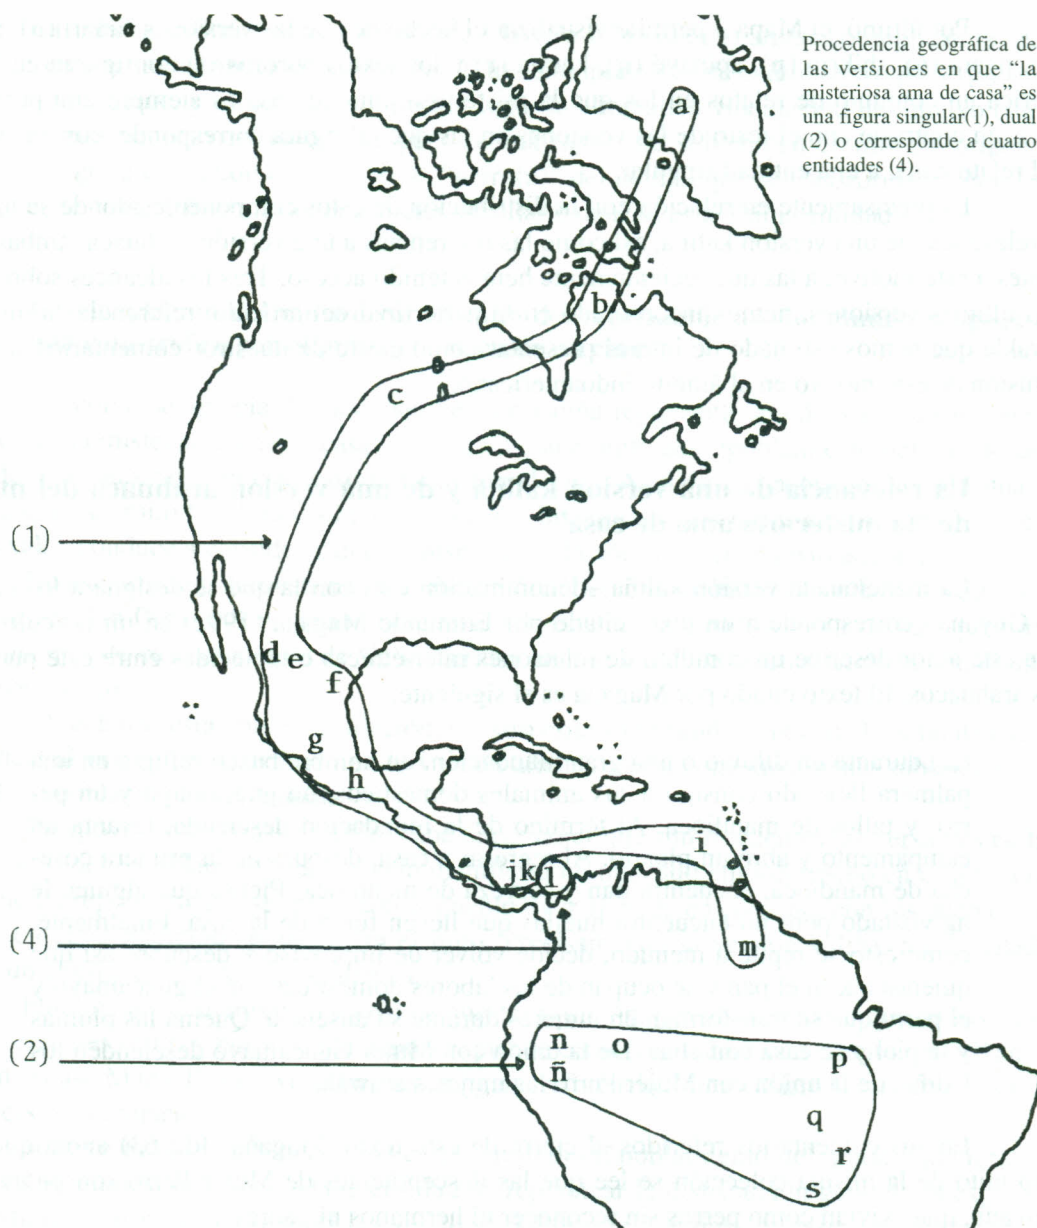 Procedencia geográfica de
las versiones en que “la
misteriosa ama de casa” es
una figura singular(1), dual
(2) o corresponde a cuatro
entidades (4).
a
b
c
(1)
d e
f
g
h
i
j k l
(4)
m
n o
(2)
ñ
p
q
r
s